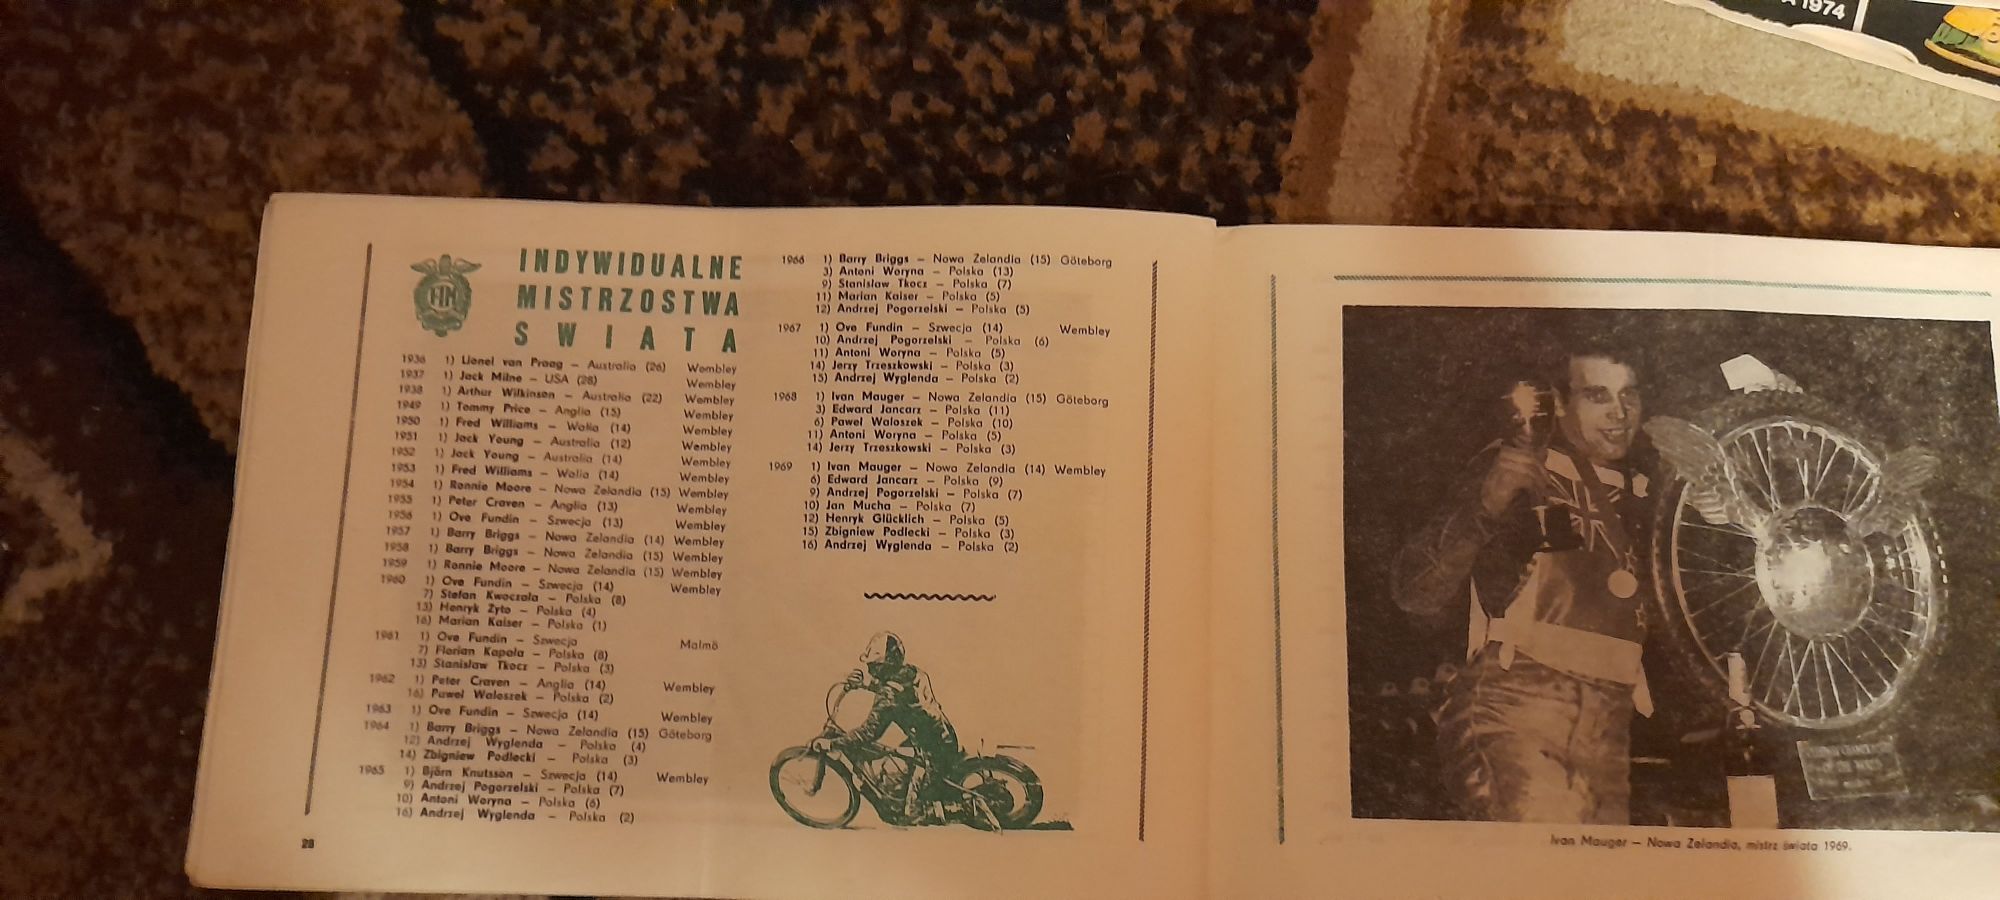 A 1974
FIM
INDYWIDUALNE
MISTRZOSTWA
SWIATA
1936 1) Lionel van Praag — Australia (26) Wembley
1937 1) Jack Milne — USA (28) Wembley
1938 1) Arthur Wilkinson — Australia (22) Wembley
1949 1) Tommy Price — Anglia (15) Wembley
1950 1) Fred Williams — Walia (14) Wembley
1951 1) Jack Young — Australia (12) Wembley
1952 1) Jack Young — Australia (14) Wembley
1953 1) Fred Williams — Walia (14) Wembley
1954 1) Ronnie Moore — Nowa Zelandia (15) Wembley
1955 1) Peter Craven — Anglia (13) Wembley
1956 1) Ove Fundin — Szwecja (13) Wembley
1957 1) Barry Briggs — Nowa Zelandia (14) Wembley
1958 1) Barry Briggs — Nowa Zelandia (15) Wembley
1959 1) Ronnie Moore — Nowa Zelandia (15) Wembley
1960 1) Ove Fundin — Szwecja (14) Wembley
7) Stefan Kwoczala — Polska (8)
13) Henryk Żyto — Polska (4)
16) Marian Kaiser — Polska (1)
1961 1) Ove Fundin — Szwecja Malmö
7) Florian Kapala — Polska (8)
13) Stanisław Tkocz — Polska (3)
1962 1) Peter Craven — Anglia (14) Wembley
16) Paweł Waloszek — Polska (2)
1963 1) Ove Fundin — Szwecja (14) Wembley
1964 1) Barry Briggs — Nowa Zelandia (15) Göteborg
12) Andrzej Wyglenda — Polska (4)
14) Zbigniew Podlecki — Polska (3)
1965 1) Björn Knutsson — Szwecja (14) Wembley
9) Andrzej Pogorzelski — Polska (7)
10) Antoni Woryna — Polska (6)
16) Andrzej Wyglenda — Polska (2)
28
1966 1) Barry Briggs — Nowa Zelandia (15) Göteborg
3) Antoni Woryna — Polska (13)
9) Stanisław Tkocz — Polska (7)
11) Marian Kaiser — Polska (5)
12) Andrzej Pogorzelski — Polska (5)
1967 1) Ove Fundin — Szwecja (14) Wembley
10) Andrzej Pogorzelski — Polska (6)
11) Antoni Woryna — Polska (5)
14) Jerzy Trzeszkowski — Polska (3)
15) Andrzej Wyglenda — Polska (2)
1968 1) Ivan Mauger — Nowa Zelandia (15) Göteborg
3) Edward Jancarz — Polska (11)
6) Paweł Waloszek — Polska (10)
11) Antoni Woryna — Polska (5)
14) Jerzy Trzeszkowski — Polska (3)
1969 1) Ivan Mauger — Nowa Zelandia (14) Wembley
6) Edward Jancarz — Polska (9)
9) Andrzej Pogorzelski — Polska (7)
10) Jan Mucha — Polska (7)
12) Henryk Glücklich — Polska (5)
15) Zbigniew Podlecki — Polska (3)
16) Andrzej Wyglenda — Polska (2)
Ivan Mauger — Nowa Zelandia, mistrz świata 1969.